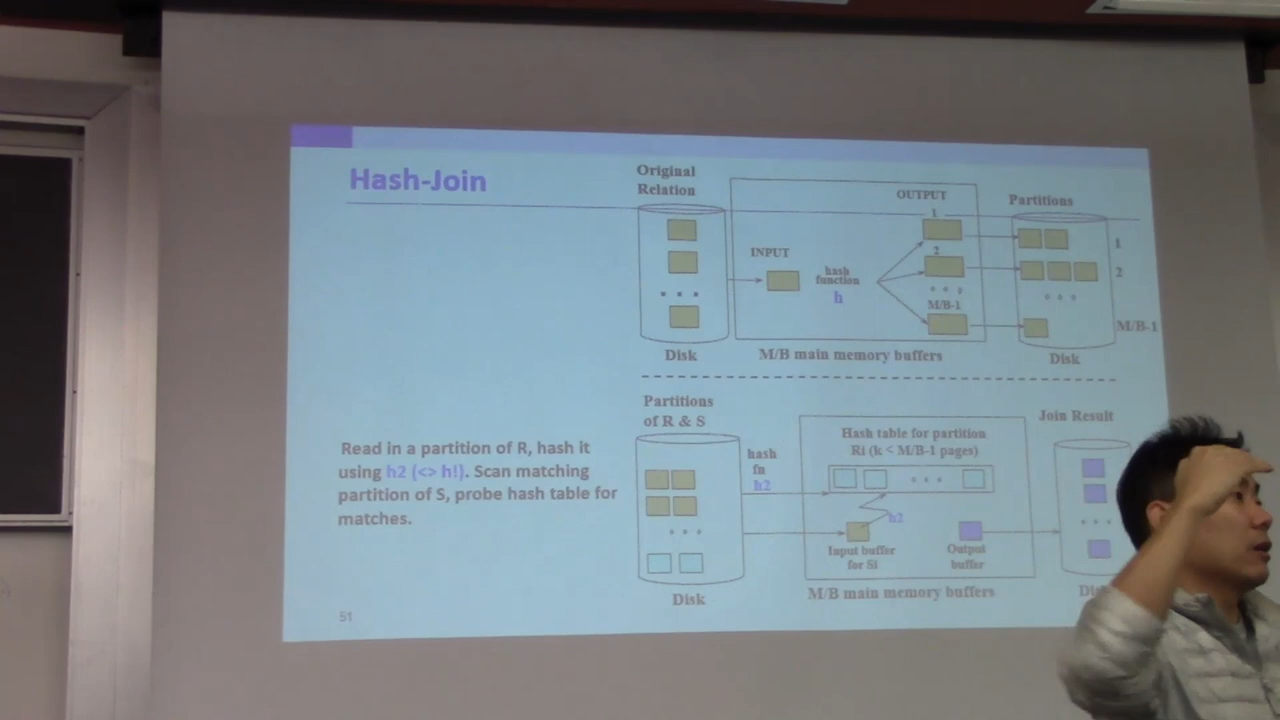 Hash-Join
Original
Relation
OUTPUT
Partitions
1
INPUT
hash
function
h
2
M/B-1
1
2
M/B-1
Disk
M/B main memory buffers
Disk
Partitions
of R & S
Join Result
Hash table for partition
Ri (k < M/B-1 pages)
hash
fn
h2
h2
Input buffer
for Si
Output
buffer
Disk
M/B main memory buffers
Read in a partition of R, hash it
using h2 (<> h!). Scan matching
partition of S, probe hash table for
matches.
51